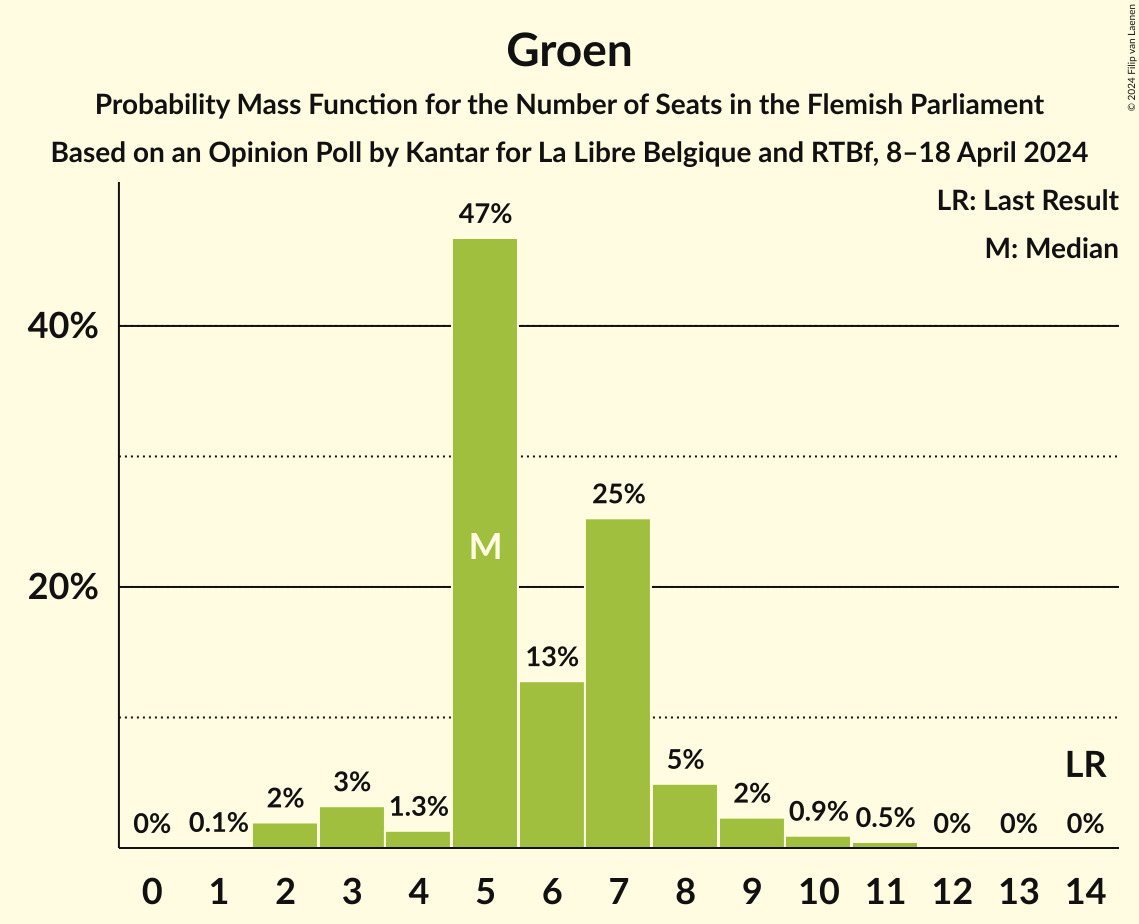 © 2024 Filip van Laenen
Groen
Probability Mass Function for the Number of Seats in the Flemish Parliament
Based on an Opinion Poll by Kantar for La Libre Belgique and RTBf, 8–18 April 2024
LR: Last Result
M: Median
40%
20%
0%
0.1%
2%
3%
1.3%
47%
M
13%
25%
5%
2%
0.9%
0.5%
0%
0%
LR
0%
0 1 2 3 4 5 6 7 8 9 10 11 12 13 14